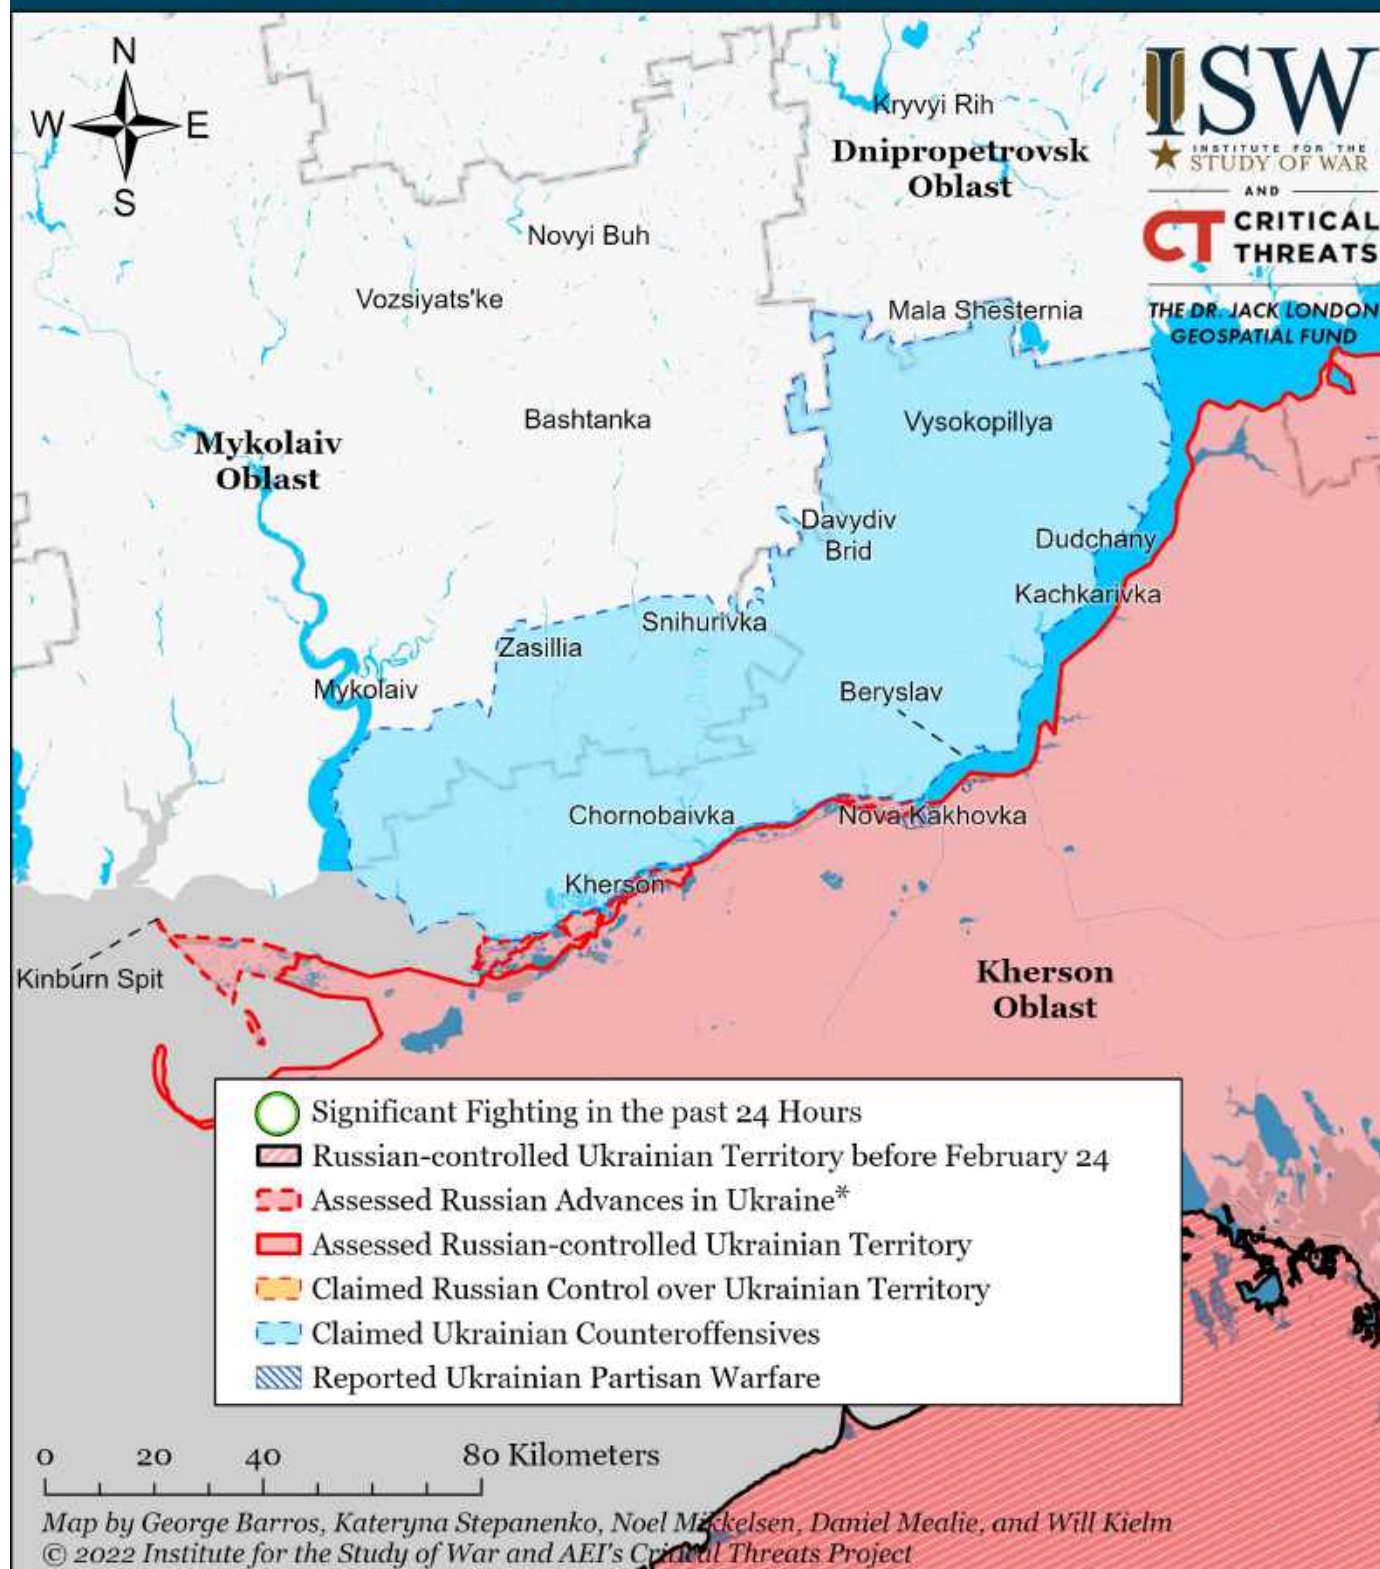 N
W E
S
Kryvyi Rih
Dnipropetrovsk
Oblast
ISW
INSTITUTE FOR THE
STUDY OF WAR
AND
CT CRITICAL
THREATS
THE DR. JACK LONDON
GEOSPATIAL FUND
Novyi Buh
Vozsiyats'ke
Mala Shesternia
Bashtanka
Vysokopillya
Mykolaiv
Oblast
Davydiv
Brid
Dudchany
Kachkarivka
Snihurivka
Zasillia
Mykolaiv
Beryslav
Chornobaivka
Nova Kakhovka
Kherson
Kinburn Spit
Kherson
Oblast
Significant Fighting in the past 24 Hours
Russian-controlled Ukrainian Territory before February 24
Assessed Russian Advances in Ukraine*
Assessed Russian-controlled Ukrainian Territory
Claimed Russian Control over Ukrainian Territory
Claimed Ukrainian Counteroffensives
Reported Ukrainian Partisan Warfare
0 20 40 80 Kilometers
Map by George Barros, Kateryna Stepanenko, Noel Mikkelsen, Daniel Mealie, and Will Kielm
© 2022 Institute for the Study of War and AEI's Critical Threats Project